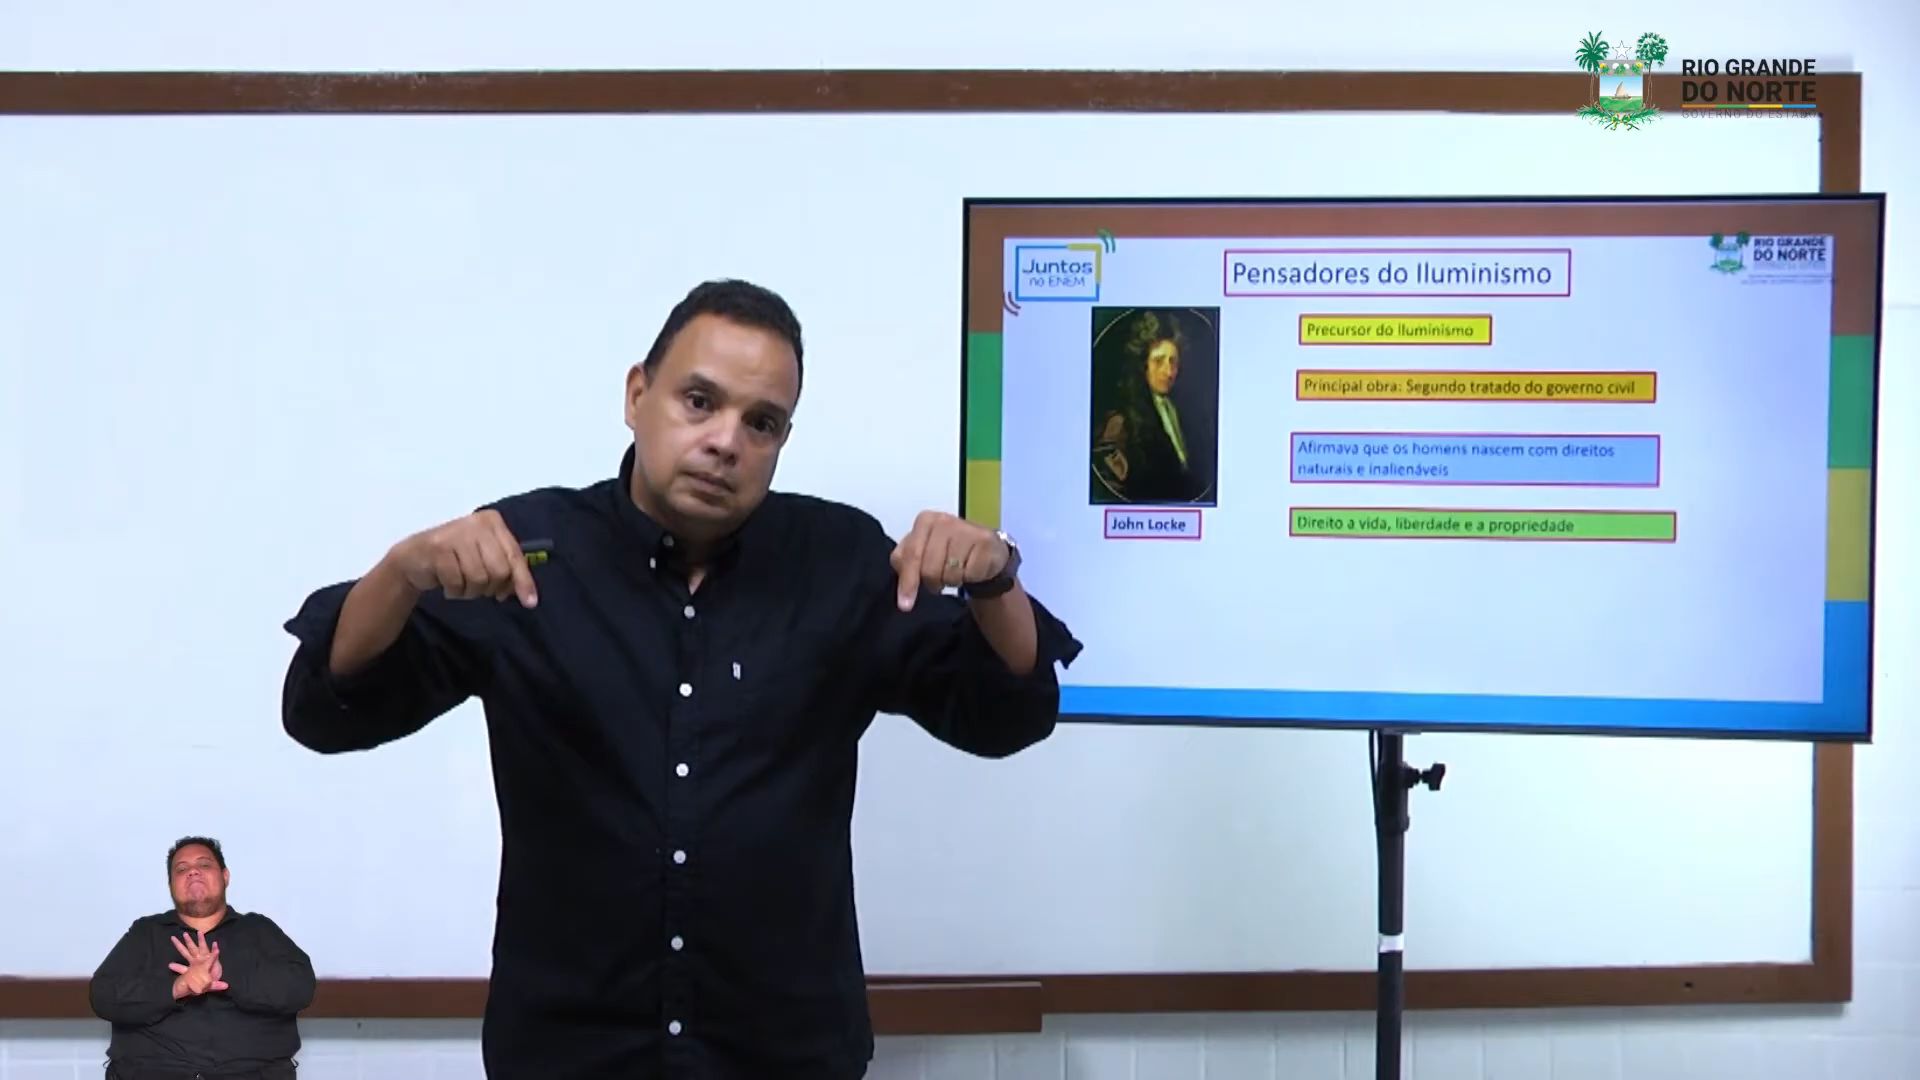 RIO GRANDE
DO NORTE
GOVERNO DO ESTADO
Juntos
no ENEM
Pensadores do Iluminismo
RIO GRANDE
DO NORTE
Precursor do Iluminismo
Principal obra: Segundo tratado do governo civil
Afirmava que os homens nascem com direitos
naturais e inalienáveis
John Locke
Direito a vida, liberdade e a propriedade